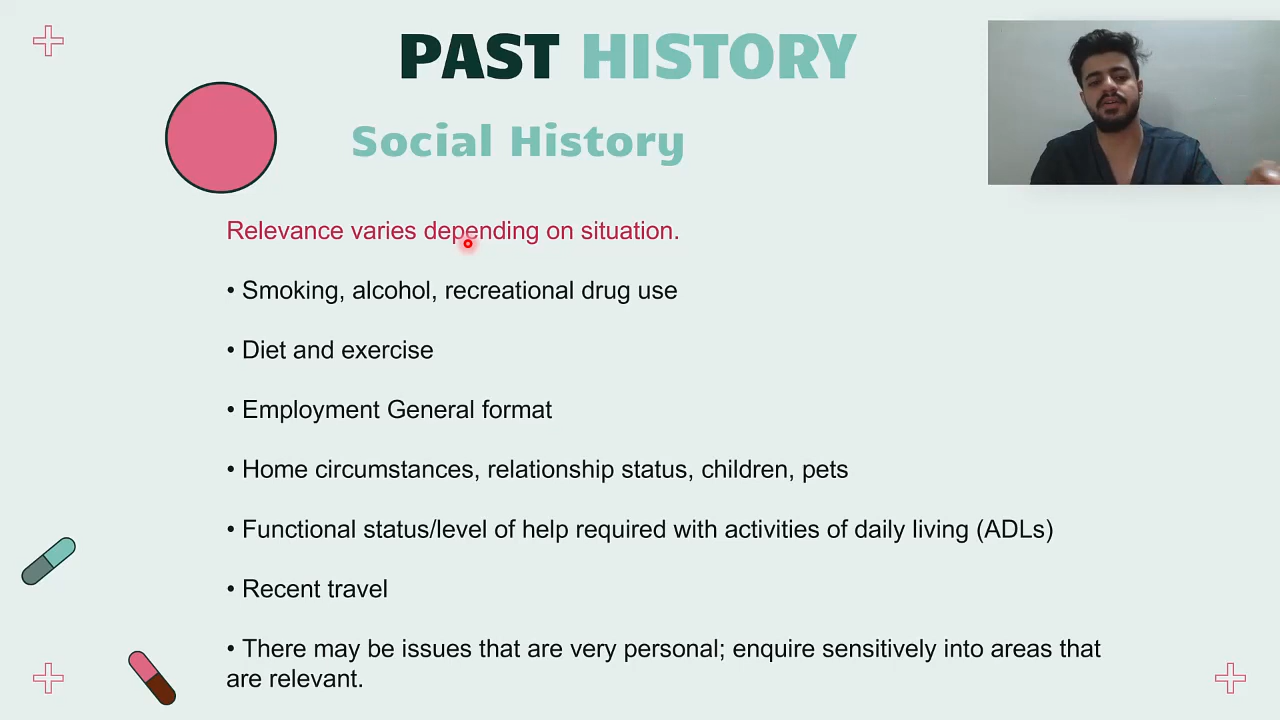 PAST HISTORY
Social History
Relevance varies depending on situation.
• Smoking, alcohol, recreational drug use
• Diet and exercise
• Employment General format
• Home circumstances, relationship status, children, pets
• Functional status/level of help required with activities of daily living (ADLs)
• Recent travel
• There may be issues that are very personal; enquire sensitively into areas that
are relevant.